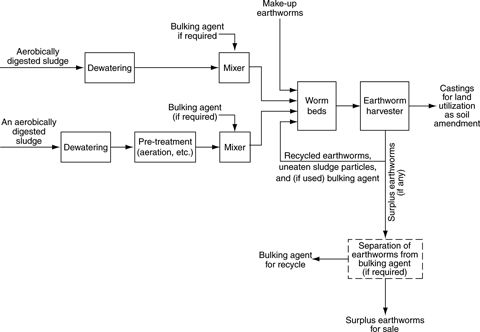 Make-up
earthworms
Bulking agent
if required
Aerobically
digested sludge
Dewatering
Mixer
Bulking agent
(if required)
Worm
beds
Earthworm
harvester
Castings
for land
utilization
as soil
amendment
An aerobically
digested
sludge
Dewatering
Pre-treatment
(aeration, etc.)
Mixer
Recycled earthworms,
uneaten sludge particles,
and (if used) bulking agent
Surplus earthworms
(if any)
Separation of
earthworms from
bulking agent
(if required)
Bulking agent
for recycle
Surplus earthworms
for sale